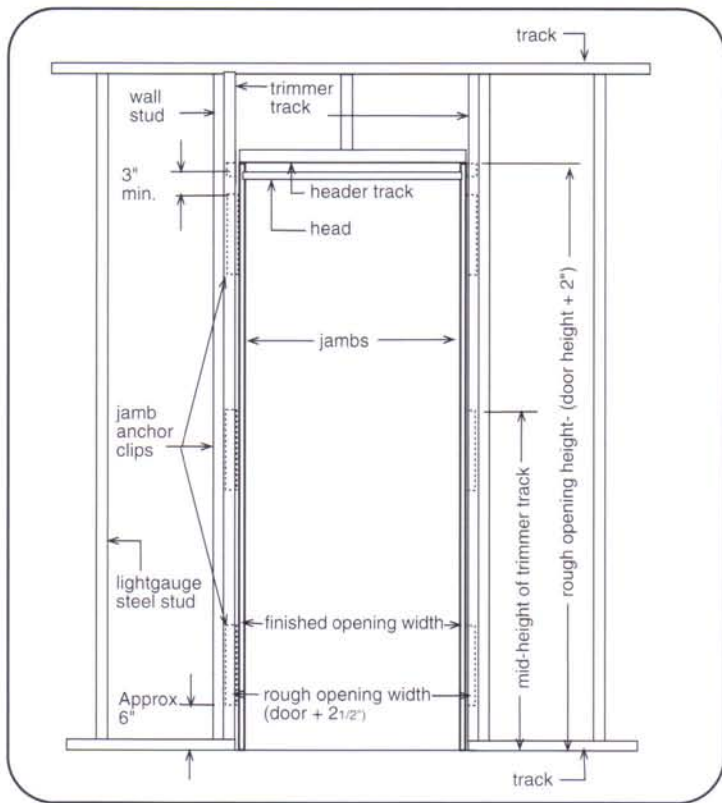 track
wall
stud
trimmer
track
3"
min.
header track
head
jambs
jamb
anchor
clips
lightgauge
steel stud
finished opening width
Approx
6"
rough opening width
(door + 21/2")
mid-height of trimmer track
rough opening height- (door height + 2")
track